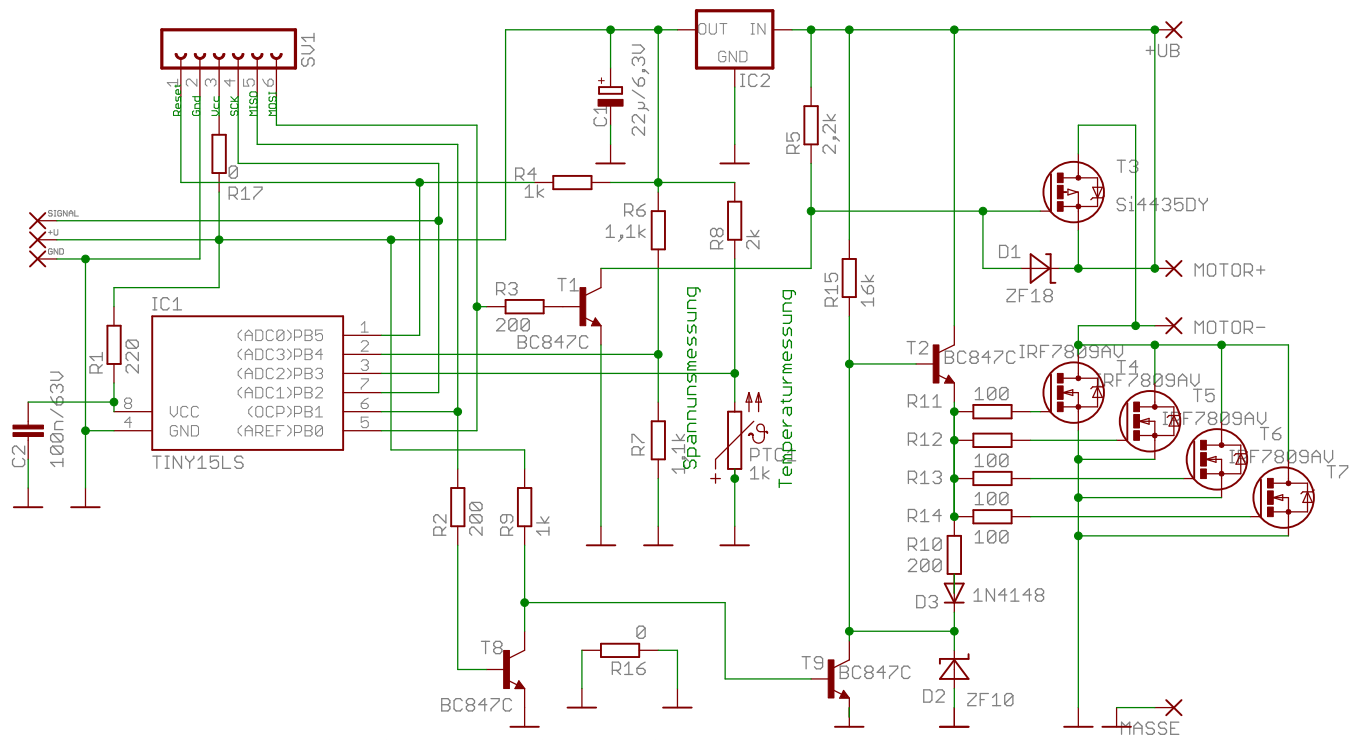 SV1
1
2
3
4
5
6
Reset
Gnd
Vcc
SCK
MISO
MOSI
0
R17
SIGNAL
+U
GND
R4
1k
C1
22µ/6,3V
OUT
IN
GND
IC2
+UB
R5
2,2k
T3
Si4435DY
R6
1,1k
R8
2k
D1
ZF18
MOTOR+
MOTOR-
R1
220
IC1
(ADC0)PB5
(ADC3)PB4
(ADC2)PB3
(ADC1)PB2
(OCP)PB1
(AREF)PB0
VCC
GND
1
2
3
7
6
5
8
4
TINY15LS
C2
100n/63V
R3
200
T1
BC847C
Spannunsmessung
Temperaturmessung
R15
16k
T2
BC847C
IRF7809AV
T4
IRF7809AV
T5
IRF7809AV
T6
IRF7809AV
T7
R11
100
R12
100
R13
100
R14
100
R7
1,1k
PTC1
1k
R2
200
R9
1k
R10
200
D3
1N4148
T8
BC847C
0
R16
T9
BC847C
D2
ZF10
MASSE